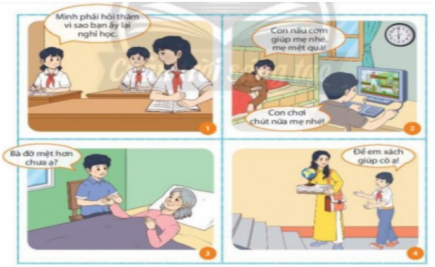 Mình phải hỏi thăm
vì sao bạn ấy lại
nghỉ học.
1
Con nấu cơm
giúp mẹ nhé,
mẹ mệt quá!
Con chơi
chút nữa mẹ nhé!
2
Bà đỡ mệt hơn
chưa ạ?
3
Để em xách
giúp cô ạ!
4